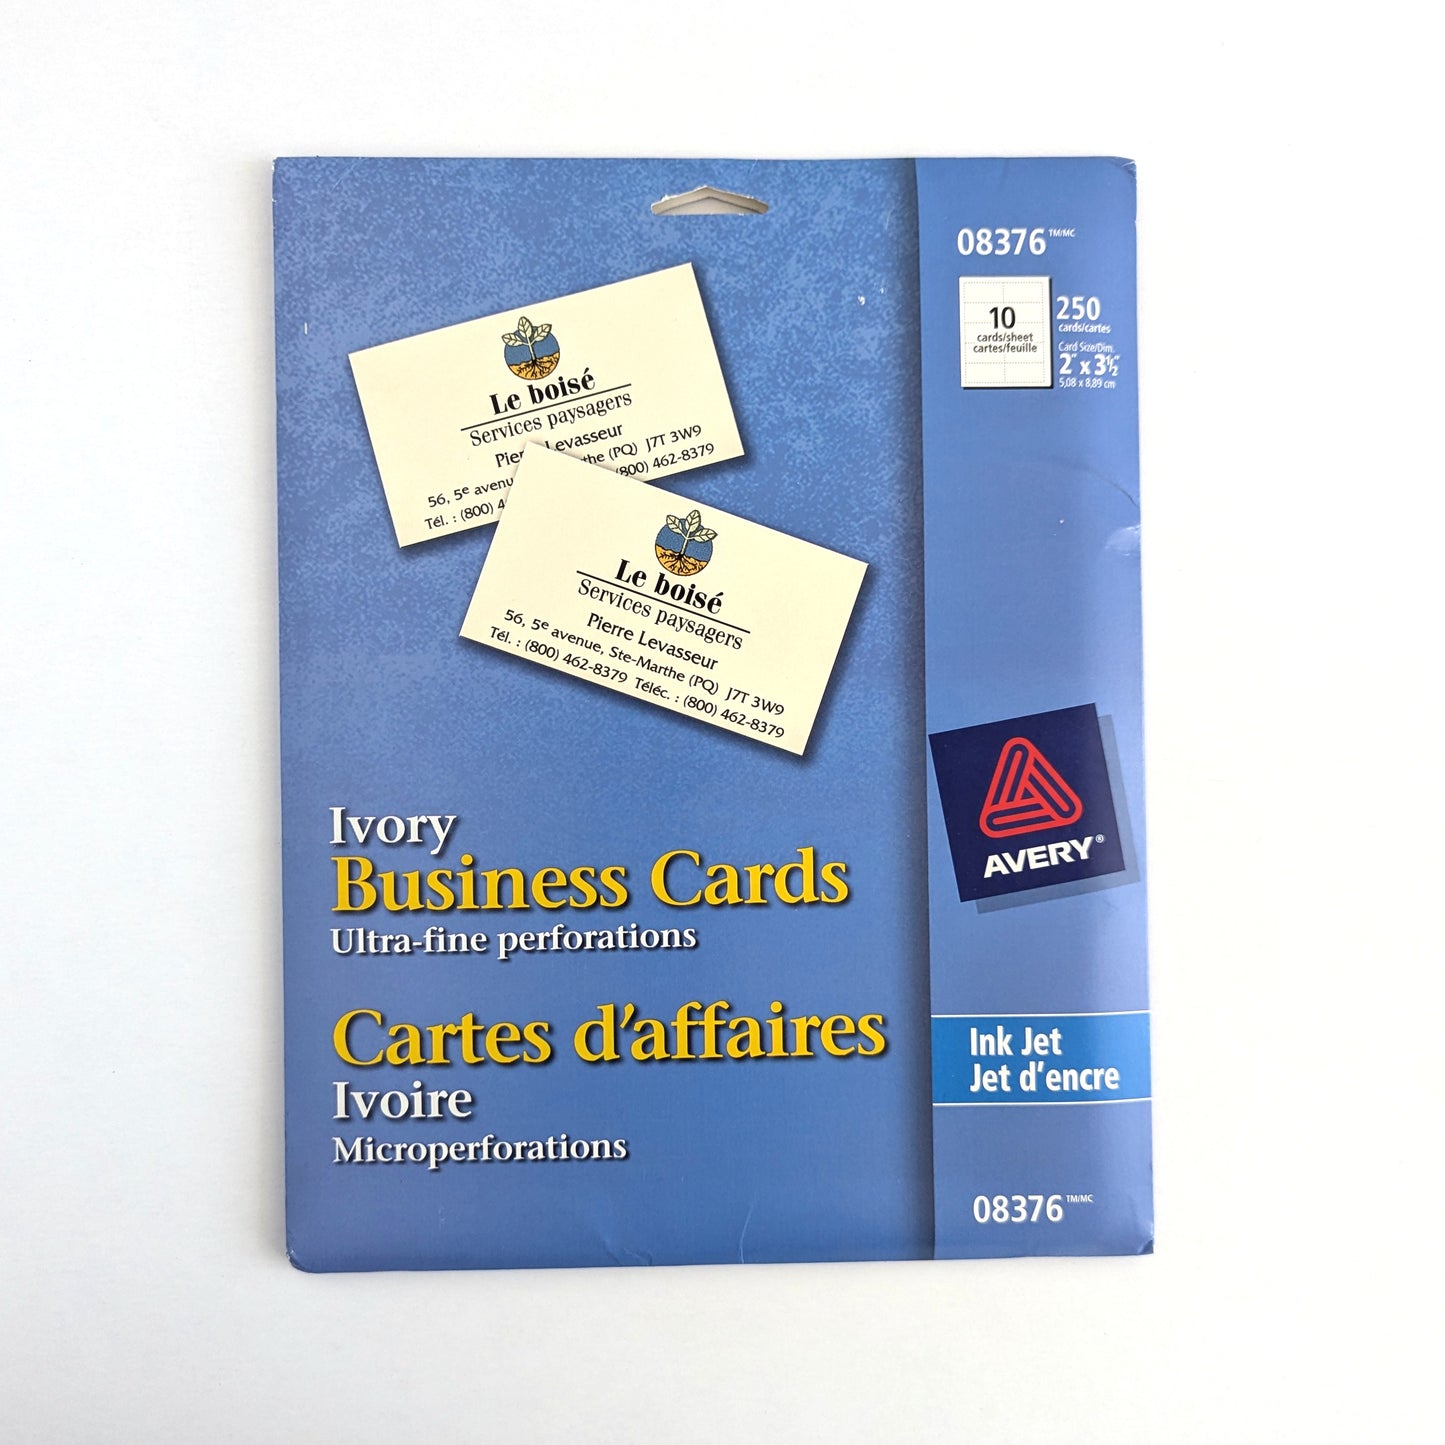 08376 TM/MC
10
cards/sheet
cartes/feuille
250
cards/cartes
Card Size/Dim.
2" x 3½"
5,08 x 8,89 cm
Le boisé
Services paysagers
Pier Levasseur
56, 5e avenu the (PQ) J7T 3W9
Tél. : (800) 4 (800) 462-8379
Le boisé
Services paysagers
Pierre Levasseur
56, 5e avenue, Ste-Marthe (PQ) J7T 3W9
Tél. : (800) 462-8379 Téléc. : (800) 462-8379
AVERY®
Ivory
Business Cards
Ultra-fine perforations
Cartes d'affaires
Ivoire
Microperforations
Ink Jet
Jet d'encre
08376 TM/MC